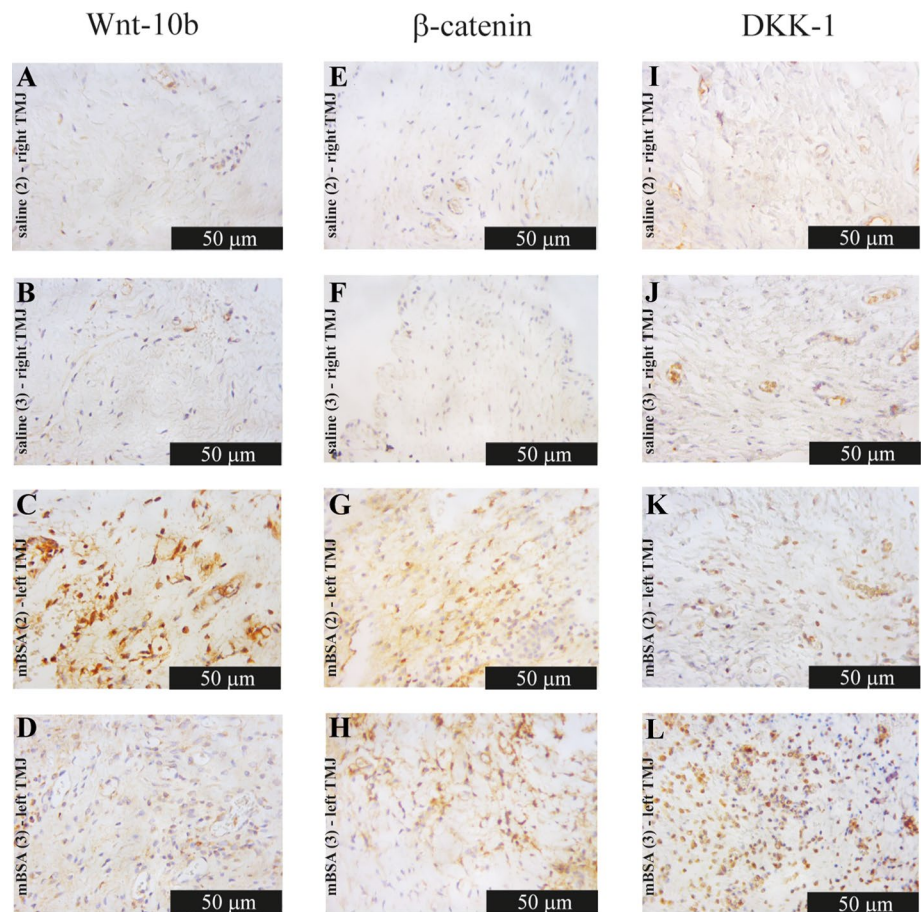 Wnt-10b
β-catenin
DKK-1
A
saline (2) - right TMJ
50 μm
E
saline (2) - right TMJ
50 μm
I
saline (2) - right TMJ
50 μm
B
saline (3) - right TMJ
50 μm
F
saline (3) - right TMJ
50 μm
J
saline (3) - right TMJ
50 μm
C
mBSA (2) - left TMJ
50 μm
G
mBSA (2) - left TMJ
50 μm
K
mBSA (2) - left TMJ
50 μm
D
mBSA (3) - left TMJ
50 μm
H
mBSA (3) - left TMJ
50 μm
L
mBSA (3) - left TMJ
50 μm